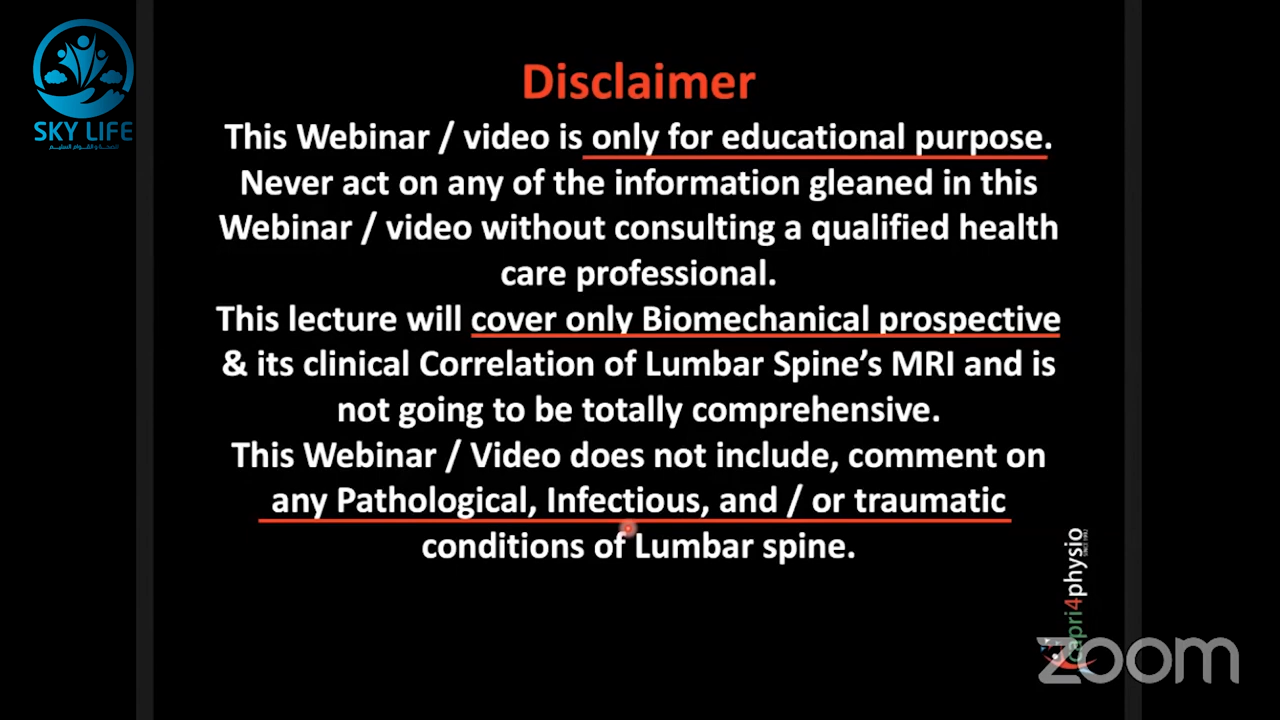 SKY LIFE
Disclaimer
This Webinar / video is only for educational purpose.
Never act on any of the information gleaned in this
Webinar / video without consulting a qualified health
care professional.
This lecture will cover only Biomechanical prospective
& its clinical Correlation of Lumbar Spine’s MRI and is
not going to be totally comprehensive.
This Webinar / Video does not include, comment on
any Pathological, Infectious, and / or traumatic
conditions of Lumbar spine.
capri4physio
SINCE 1992
zoom